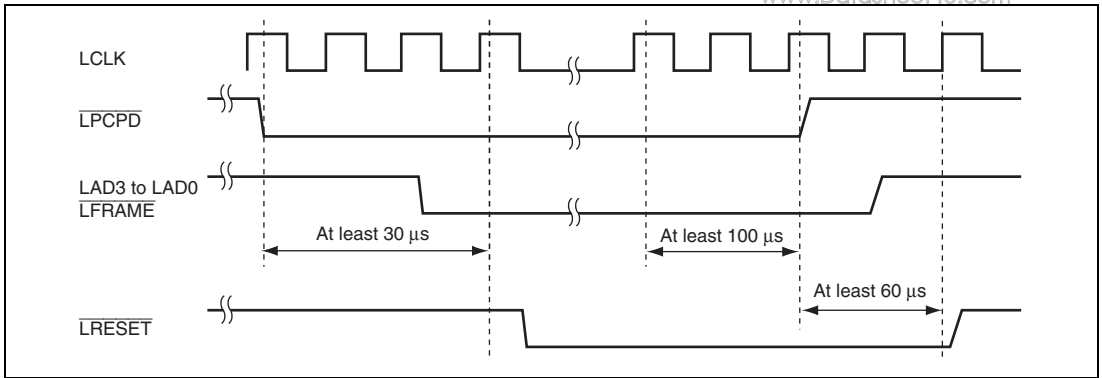 LCLK
LPCPD
LAD3 to LAD0
LFRAME
At least 30 μs
At least 100 μs
At least 60 μs
LRESET